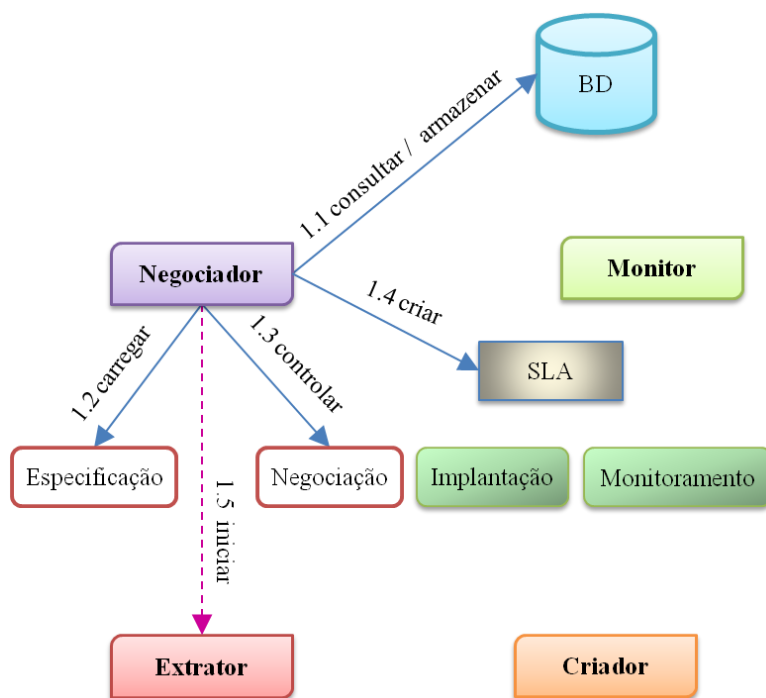 BD
1.1 consultar / armazenar
Negociador
Monitor
1.4 criar
1.2 carregar
1.3 controlar
SLA
Especificação
Negociação
Implantação
Monitoramento
1.5 iniciar
Extrator
Criador